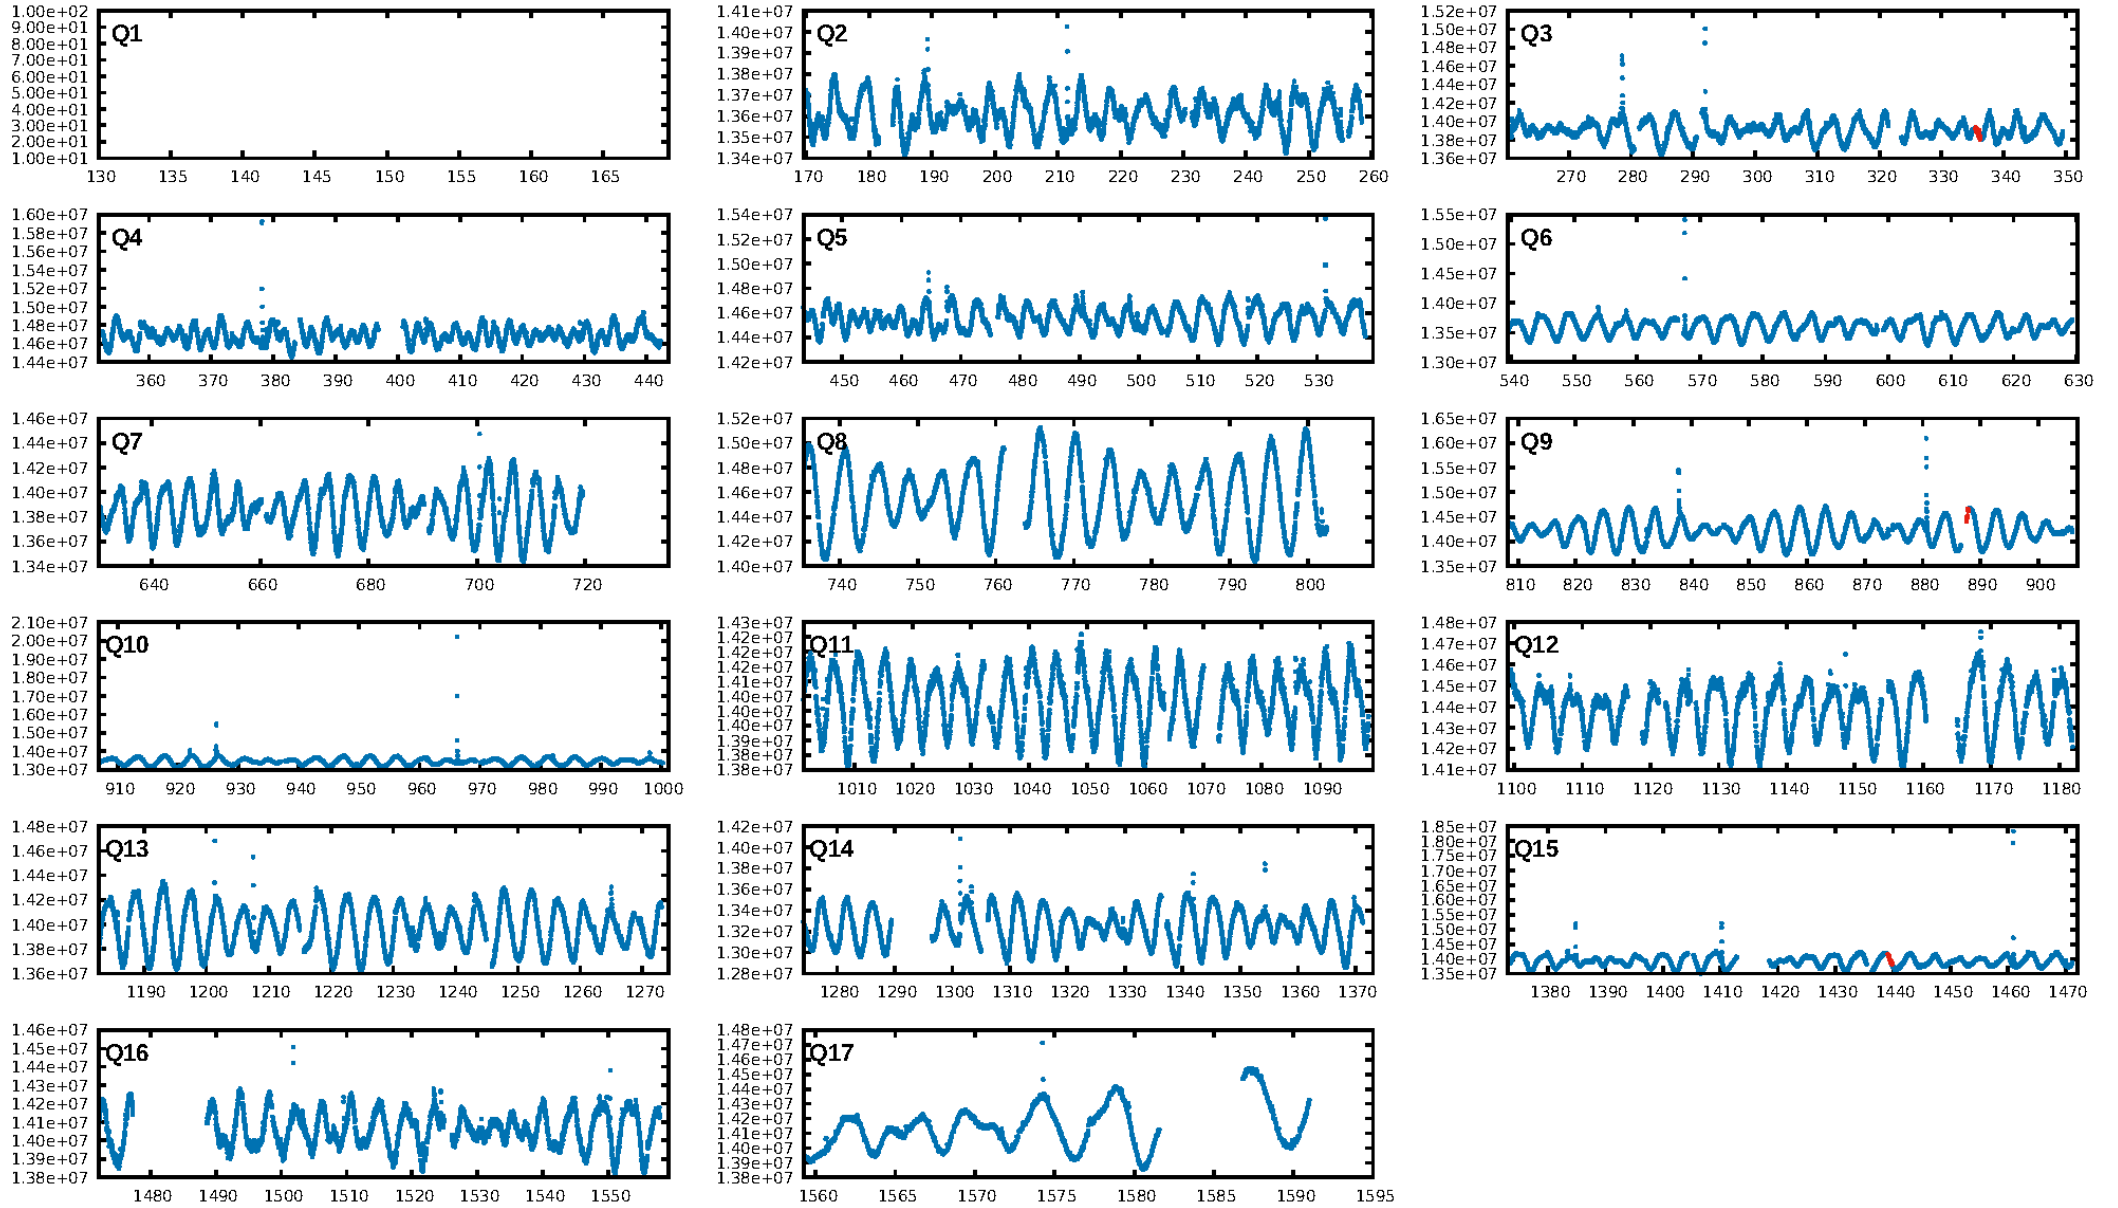 1.00e+02
9.00e+01
8.00e+01
7.00e+01
6.00e+01
5.00e+01
4.00e+01
3.00e+01
2.00e+01
1.00e+01
Q1
130 135 140 145 150 155 160 165
1.41e+07
1.40e+07
1.39e+07
1.38e+07
1.37e+07
1.36e+07
1.35e+07
1.34e+07
Q2
170 180 190 200 210 220 230 240 250 260
1.52e+07
1.50e+07
1.48e+07
1.46e+07
1.44e+07
1.42e+07
1.40e+07
1.38e+07
1.36e+07
Q3
270 280 290 300 310 320 330 340 350
1.60e+07
1.58e+07
1.56e+07
1.54e+07
1.52e+07
1.50e+07
1.48e+07
1.46e+07
1.44e+07
Q4
360 370 380 390 400 410 420 430 440
1.54e+07
1.52e+07
1.50e+07
1.48e+07
1.46e+07
1.44e+07
1.42e+07
Q5
450 460 470 480 490 500 510 520 530
1.55e+07
1.50e+07
1.45e+07
1.40e+07
1.35e+07
1.30e+07
Q6
540 550 560 570 580 590 600 610 620 630
1.46e+07
1.44e+07
1.42e+07
1.40e+07
1.38e+07
1.36e+07
1.34e+07
Q7
640 660 680 700 720
1.52e+07
1.50e+07
1.48e+07
1.46e+07
1.44e+07
1.42e+07
1.40e+07
Q8
740 750 760 770 780 790 800
1.65e+07
1.60e+07
1.55e+07
1.50e+07
1.45e+07
1.40e+07
1.35e+07
Q9
810 820 830 840 850 860 870 880 890 900
2.10e+07
2.00e+07
1.90e+07
1.80e+07
1.70e+07
1.60e+07
1.50e+07
1.40e+07
1.30e+07
Q10
910 920 930 940 950 960 970 980 990 1000
1.43e+07
1.42e+07
1.42e+07
1.41e+07
1.41e+07
1.40e+07
1.40e+07
1.39e+07
1.39e+07
1.38e+07
1.38e+07
Q11
1010 1020 1030 1040 1050 1060 1070 1080 1090
1.48e+07
1.47e+07
1.46e+07
1.45e+07
1.44e+07
1.43e+07
1.42e+07
1.41e+07
Q12
1100 1110 1120 1130 1140 1150 1160 1170 1180
1.48e+07
1.46e+07
1.44e+07
1.42e+07
1.40e+07
1.38e+07
1.36e+07
Q13
1190 1200 1210 1220 1230 1240 1250 1260 1270
1.42e+07
1.40e+07
1.38e+07
1.36e+07
1.34e+07
1.32e+07
1.30e+07
1.28e+07
Q14
1280 1290 1300 1310 1320 1330 1340 1350 1360 1370
1.85e+07
1.80e+07
1.75e+07
1.70e+07
1.65e+07
1.60e+07
1.55e+07
1.50e+07
1.45e+07
1.40e+07
1.35e+07
Q15
1380 1390 1400 1410 1420 1430 1440 1450 1460 1470
1.46e+07
1.45e+07
1.44e+07
1.43e+07
1.42e+07
1.41e+07
1.40e+07
1.39e+07
1.38e+07
Q16
1480 1490 1500 1510 1520 1530 1540 1550
1.48e+07
1.47e+07
1.46e+07
1.45e+07
1.44e+07
1.43e+07
1.42e+07
1.41e+07
1.40e+07
1.39e+07
1.38e+07
Q17
1560 1565 1570 1575 1580 1585 1590 1595